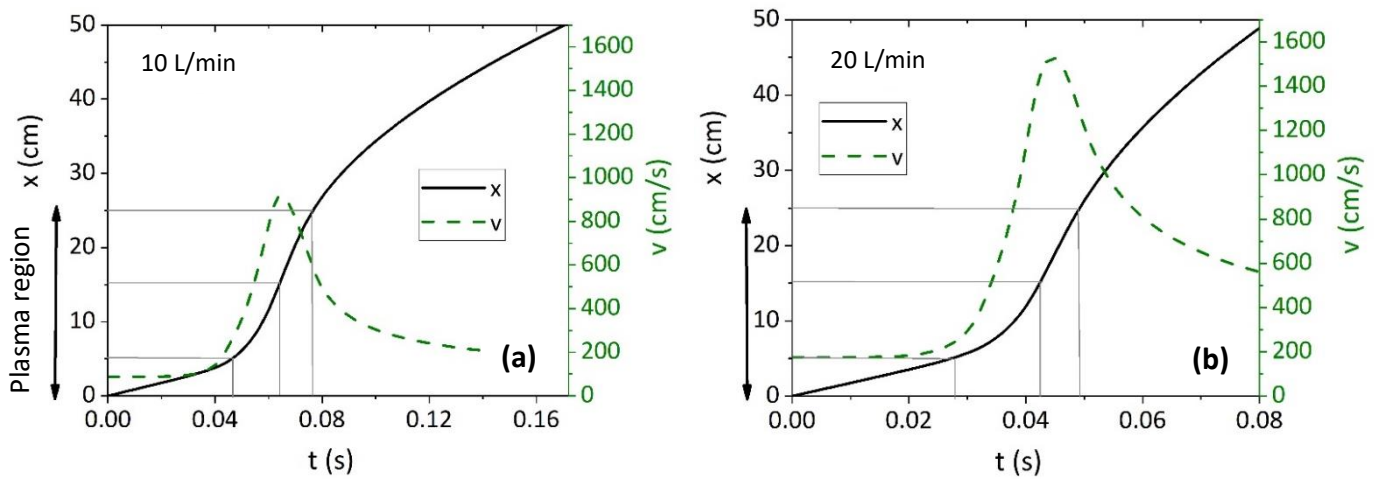 10 L/min
x (cm)
Plasma region
50
40
30
20
10
0
0.00
0.04
0.08
0.12
0.16
t (s)
1600
1400
1200
1000
800
600
400
200
0
v (cm/s)
x
v
(a)
20 L/min
x (cm)
50
40
30
20
10
0
0.00
0.02
0.04
0.06
0.08
t (s)
1600
1400
1200
1000
800
600
400
200
0
v (cm/s)
x
v
(b)